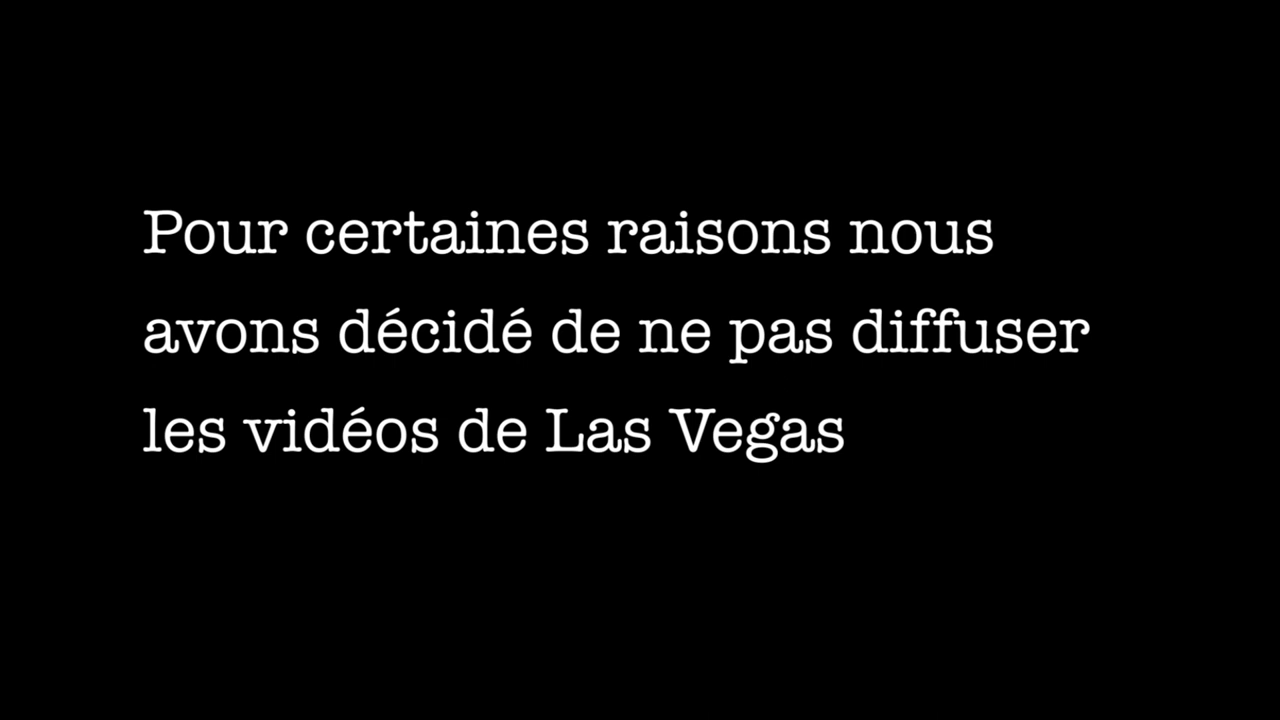 Pour certaines raisons nous
avons décidé de ne pas diffuser
les vidéos de Las Vegas